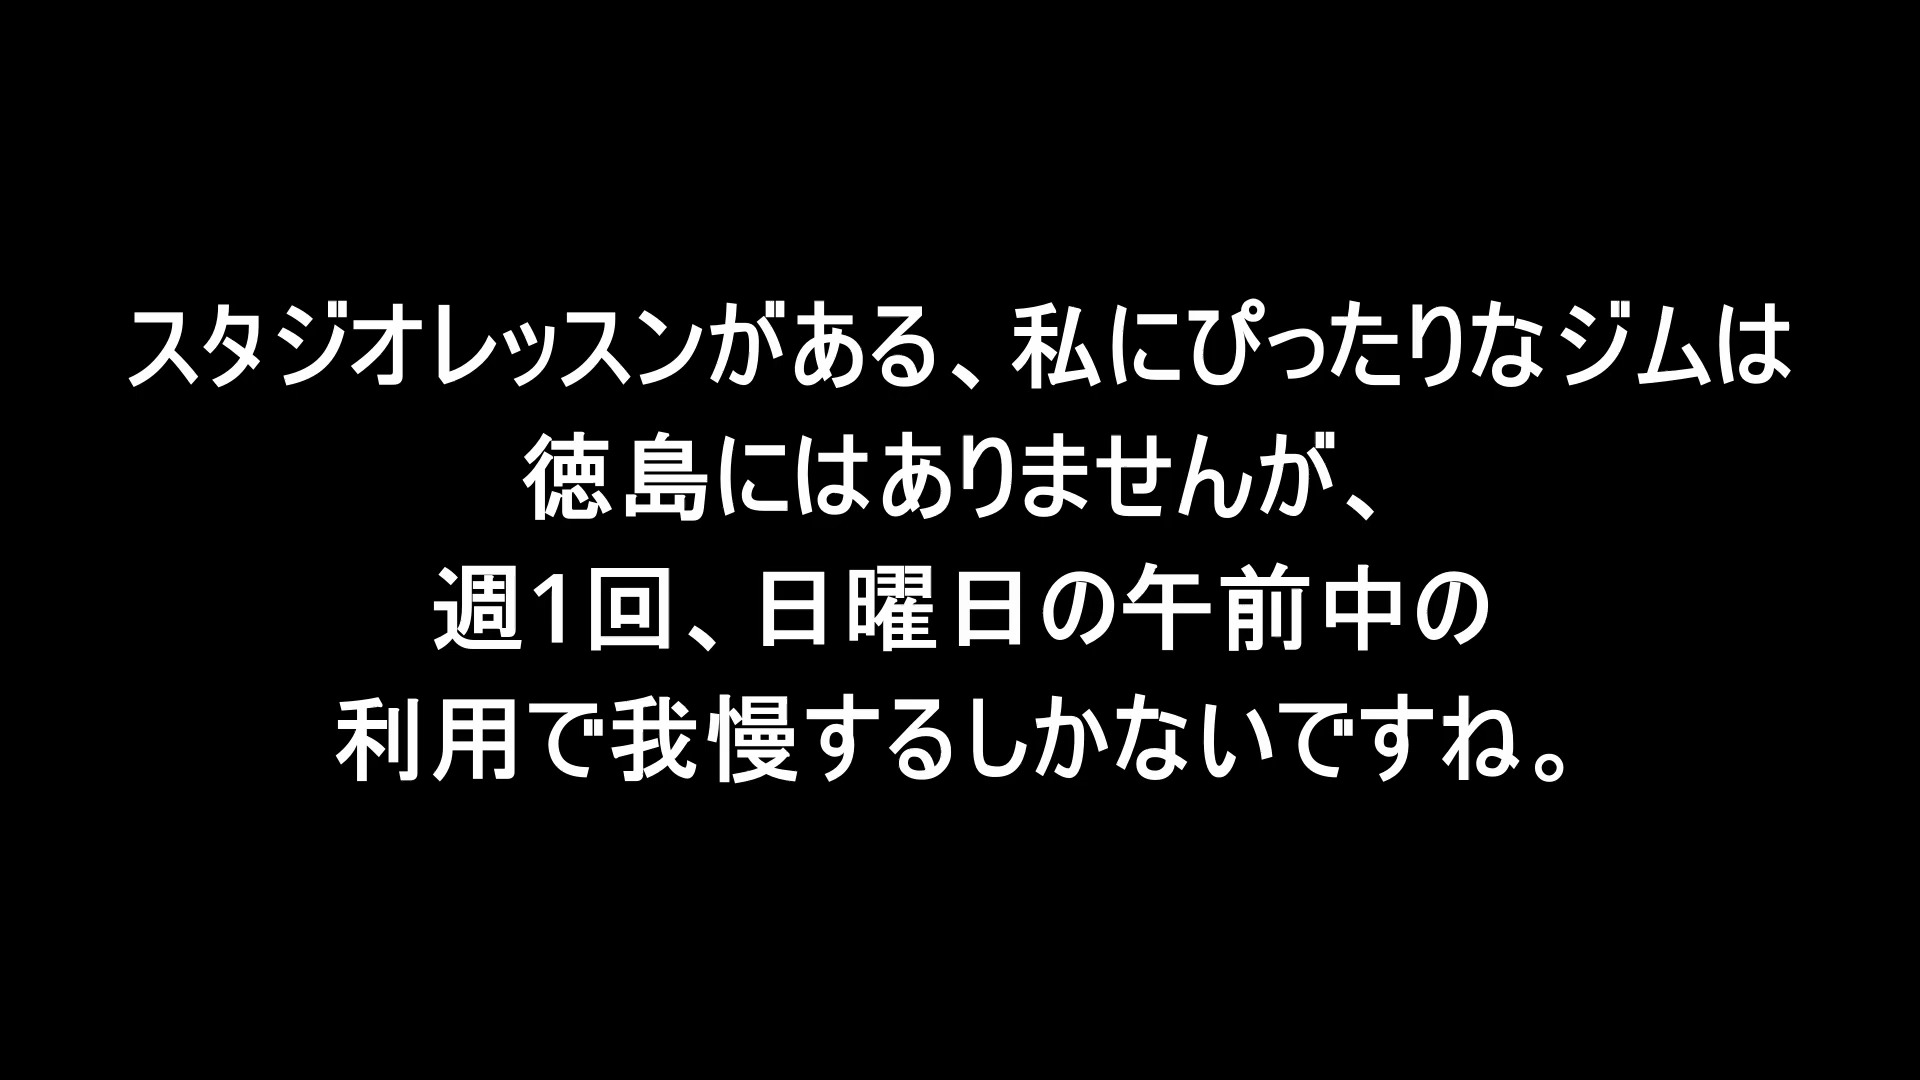 スタジオレッスンがある、私にぴったりなジムは
徳島にはありませんが、
週1回、日曜日の午前中の
利用で我慢するしかないですね。